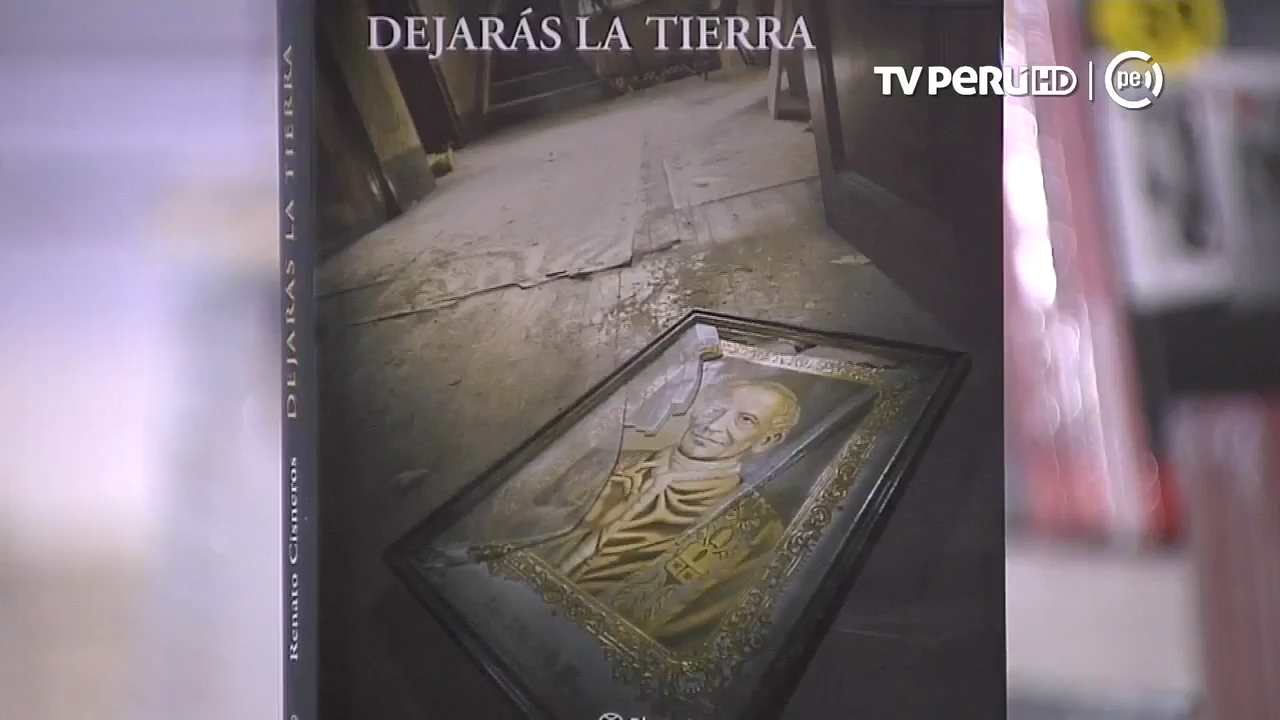 DEJARÁS LA TIERRA
TV PERÚ HD
pe
DEJARÁS LA TIERRA
Renato Cisneros